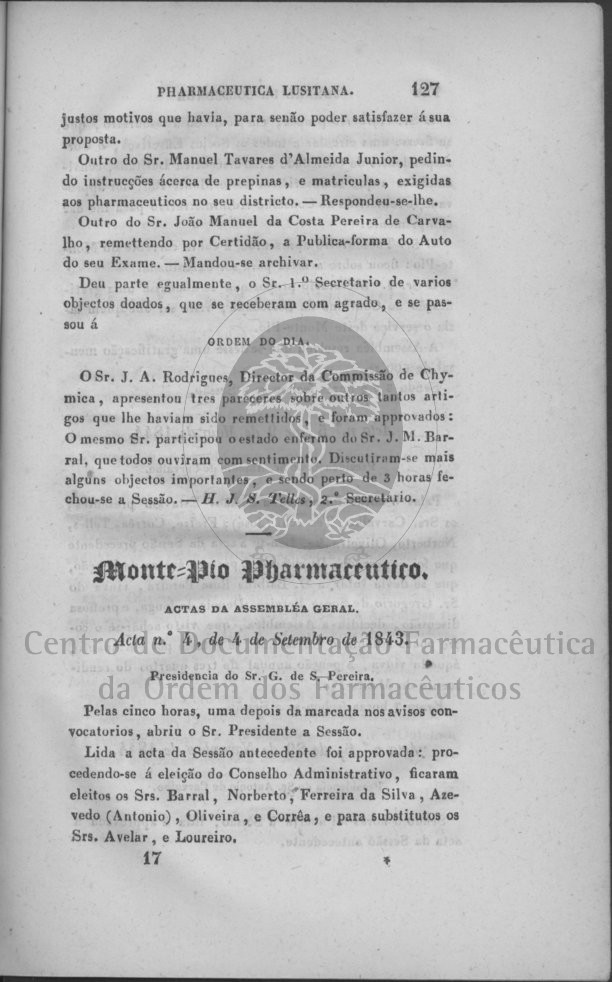 PHARMACEUTICA LUSITANA. 127
justos motivos que havia, para senão poder satisfazer á sua
proposta.
Outro do Sr. Manuel Tavares d'Almeida Junior, pedin-
do instrucções ácerca de prepinas, e matriculas, exigidas
aos pharmaceuticos no seu districto. — Respondeu-se-lhe.
Outro do Sr. João Manuel da Costa Pereira de Carva-
lho, remettendo por Certidão, a Publica-forma do Auto
do seu Exame. — Mandou-se archivar.
Deu parte egualmente, o Sr. 1.º Secretario de varios
objectos doados, que se receberam com agrado, e se pas-
sou á
ORDEM DO DIA.
O Sr. J. A. Rodrigues, Director da Commissão de Chy-
mica, apresentou tres pareceres sobre outros tantos arti-
gos que lhe haviam sido remettidos, e foram approvados:
O mesmo Sr. participou o estado enfermo do Sr. J. M. Bar-
ral, que todos ouviram com sentimento. Discutiram-se mais
alguns objectos importantes, e sendo perto de 3 horas fe-
chou-se a Sessão. — H. J. S. Telles, 2.º Secretario.
Monte-Pio Pharmaceutico.
ACTAS DA ASSEMBLÉA GERAL.
Acta n.º 4, de 4 de Setembro de 1843.
Centro de Documentação Farmacêutica
da Ordem dos Farmacêuticos
Presidencia do Sr. G. de S. Pereira.
Pelas cinco horas, uma depois da marcada nos avisos con-
vocatorios, abriu o Sr. Presidente a Sessão.
Lida a acta da Sessão antecedente foi approvada: pro-
cedendo-se á eleição do Conselho Administrativo, ficaram
eleitos os Srs. Barral, Norberto, Ferreira da Silva, Aze-
vedo (Antonio), Oliveira, e Corrêa, e para substitutos os
Srs. Avelar, e Loureiro.
17 *